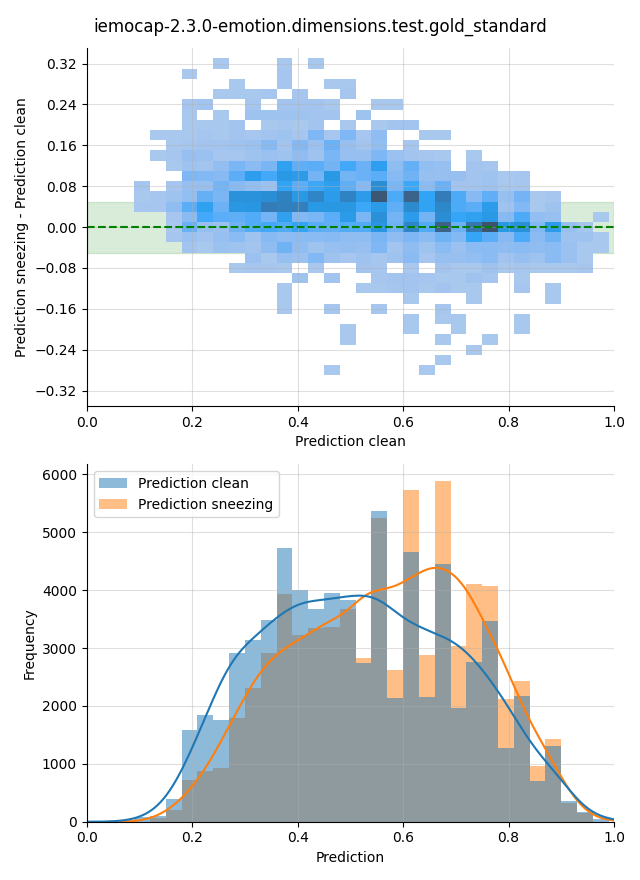 iemocap-2.3.0-emotion.dimensions.test.gold_standard
Prediction sneezing - Prediction clean
0.32
0.24
0.16
0.08
0.00
−0.08
−0.16
−0.24
−0.32
0.0 0.2 0.4 0.6 0.8 1.0
Prediction clean
Frequency
6000
5000
4000
3000
2000
1000
0
Prediction clean
Prediction sneezing
0.0 0.2 0.4 0.6 0.8 1.0
Prediction